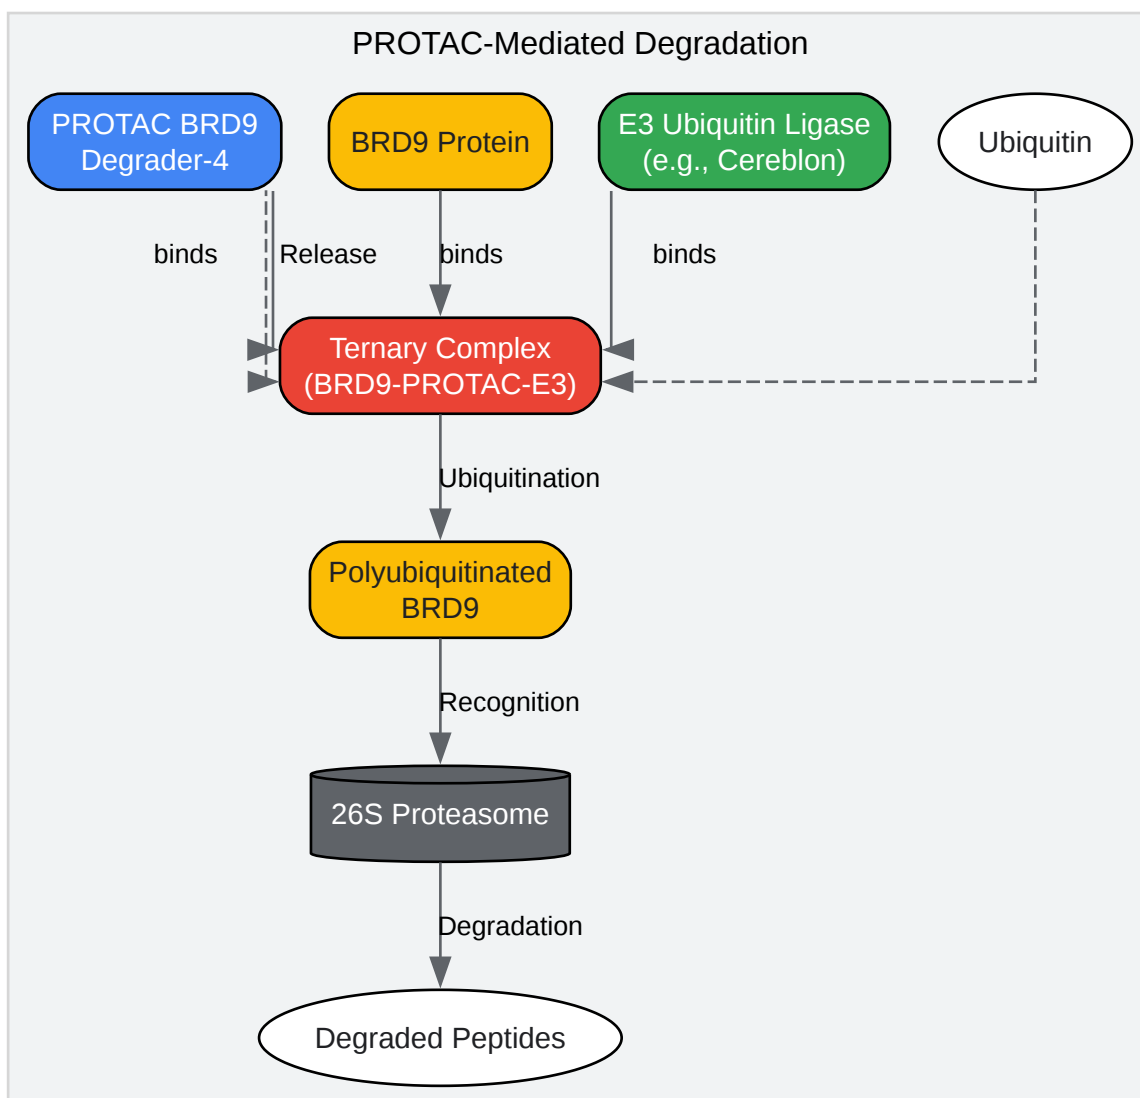 PROTAC-Mediated Degradation
PROTAC BRD9
Degrader-4
BRD9 Protein
E3 Ubiquitin Ligase
(e.g., Cereblon)
Ubiquitin
binds
Release
binds
binds
Ternary Complex
(BRD9-PROTAC-E3)
Ubiquitination
Polyubiquitinated
BRD9
Recognition
26S Proteasome
Degradation
Degraded Peptides